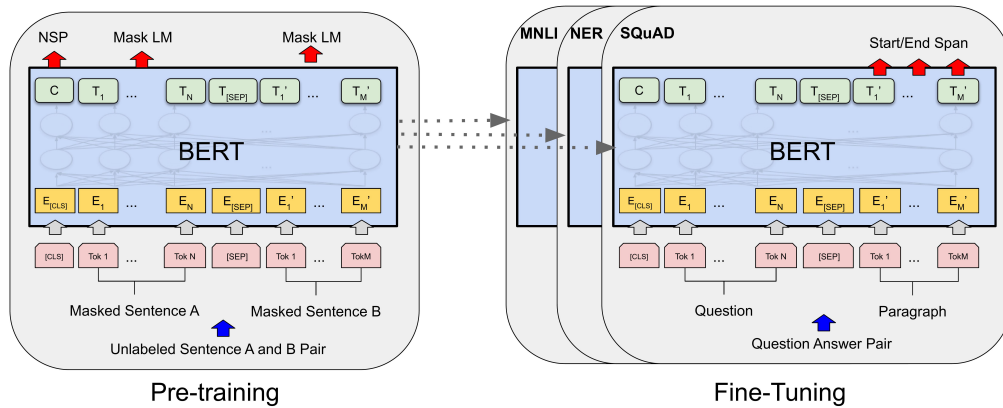 NSP Mask LM Mask LM
C T1 ... TN T[SEP] T1' ... TM'
...
BERT
...
E[CLS] E1 ... EN E[SEP] E1' ... EM'
[CLS] Tok 1 ... Tok N [SEP] Tok 1 ... TokM
Masked Sentence A Masked Sentence B
Unlabeled Sentence A and B Pair
Pre-training
MNLI NER SQuAD
Start/End Span
C T1 ... TN T[SEP] T1' ... TM'
...
BERT
...
E[CLS] E1 ... EN E[SEP] E1' ... EM'
[CLS] Tok 1 ... Tok N [SEP] Tok 1 ... TokM
Question Paragraph
Question Answer Pair
Fine-Tuning